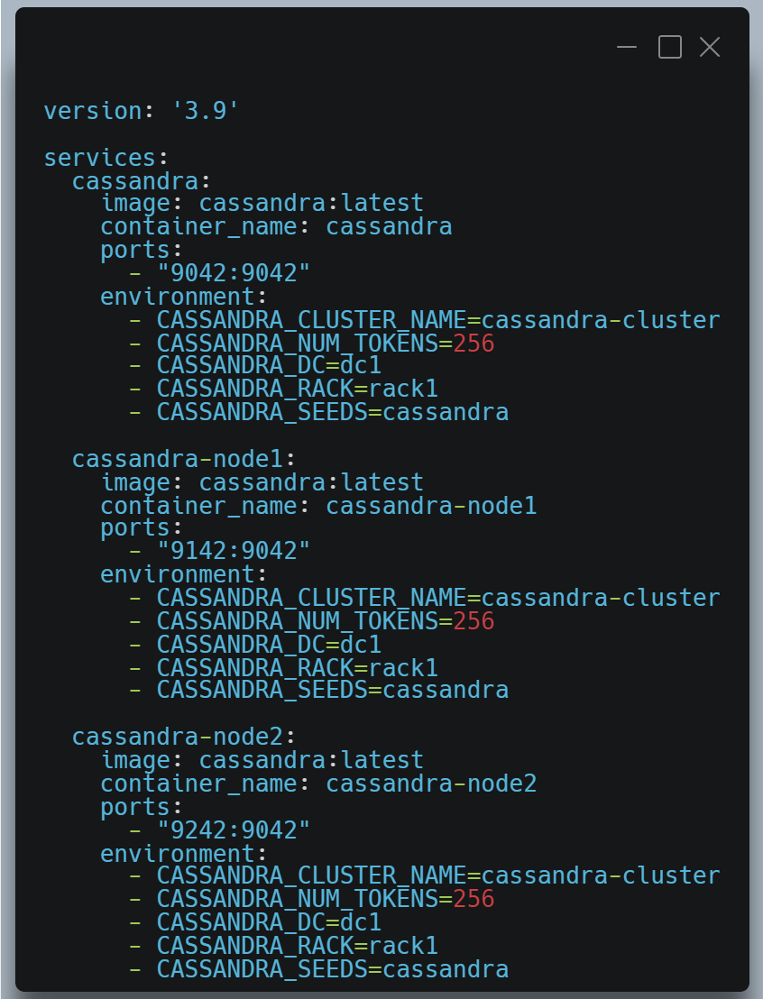 version: '3.9'
services:
  cassandra:
    image: cassandra:latest
    container_name: cassandra
    ports:
      - "9042:9042"
    environment:
      - CASSANDRA_CLUSTER_NAME=cassandra-cluster
      - CASSANDRA_NUM_TOKENS=256
      - CASSANDRA_DC=dc1
      - CASSANDRA_RACK=rack1
      - CASSANDRA_SEEDS=cassandra
  cassandra-node1:
    image: cassandra:latest
    container_name: cassandra-node1
    ports:
      - "9142:9042"
    environment:
      - CASSANDRA_CLUSTER_NAME=cassandra-cluster
      - CASSANDRA_NUM_TOKENS=256
      - CASSANDRA_DC=dc1
      - CASSANDRA_RACK=rack1
      - CASSANDRA_SEEDS=cassandra
  cassandra-node2:
    image: cassandra:latest
    container_name: cassandra-node2
    ports:
      - "9242:9042"
    environment:
      - CASSANDRA_CLUSTER_NAME=cassandra-cluster
      - CASSANDRA_NUM_TOKENS=256
      - CASSANDRA_DC=dc1
      - CASSANDRA_RACK=rack1
      - CASSANDRA_SEEDS=cassandra